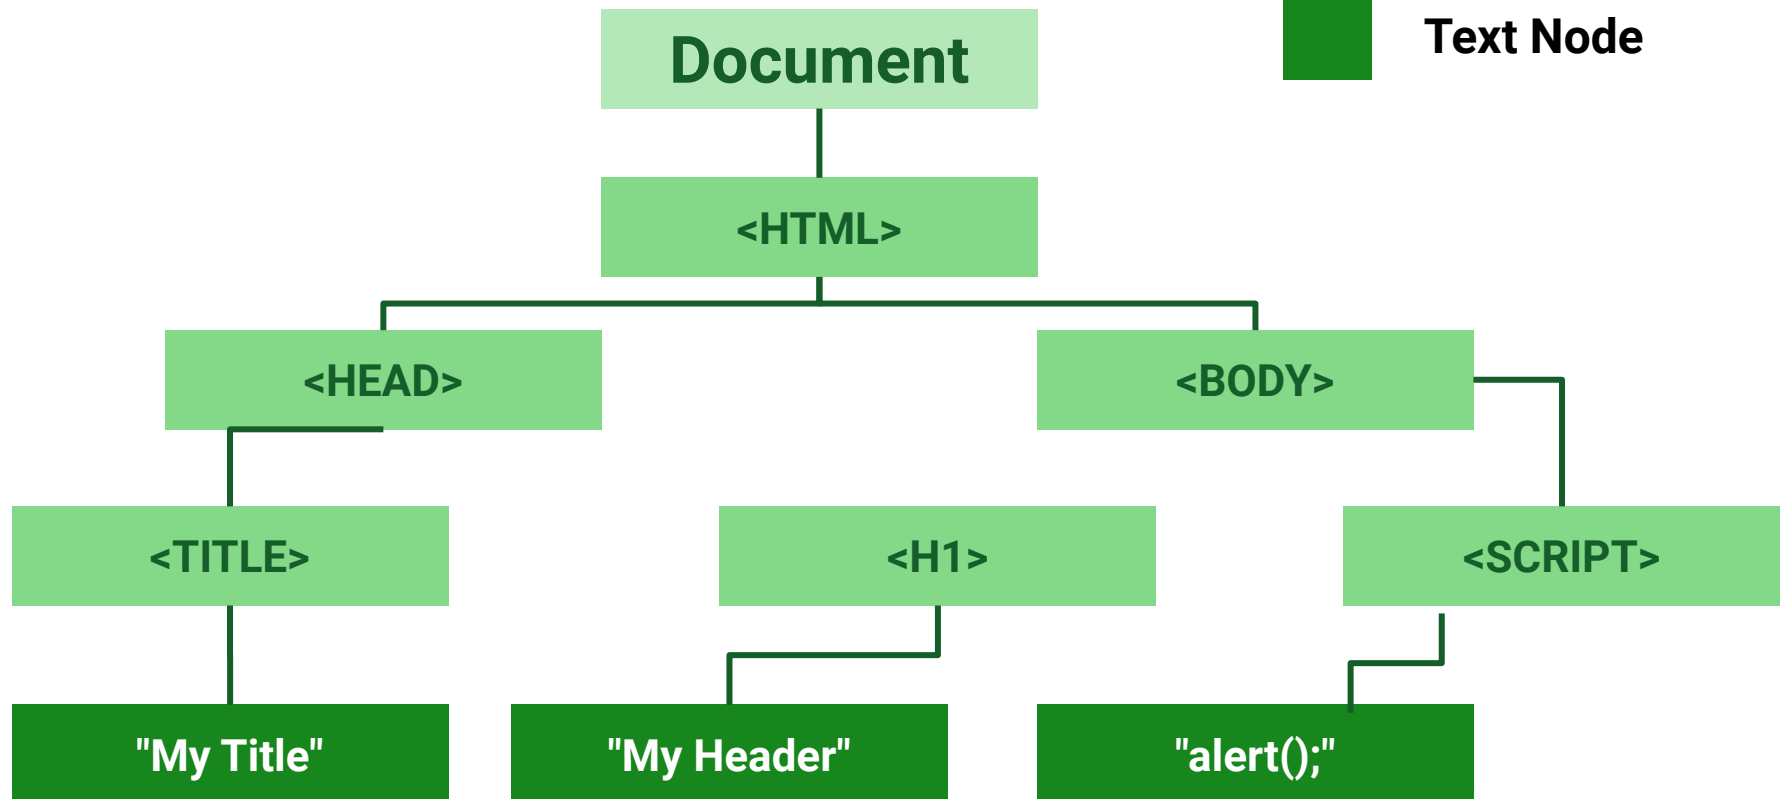 Document
Text Node
<HTML>
<HEAD>
<BODY>
<TITLE>
<H1>
<SCRIPT>
"My Title"
"My Header"
"alert();"